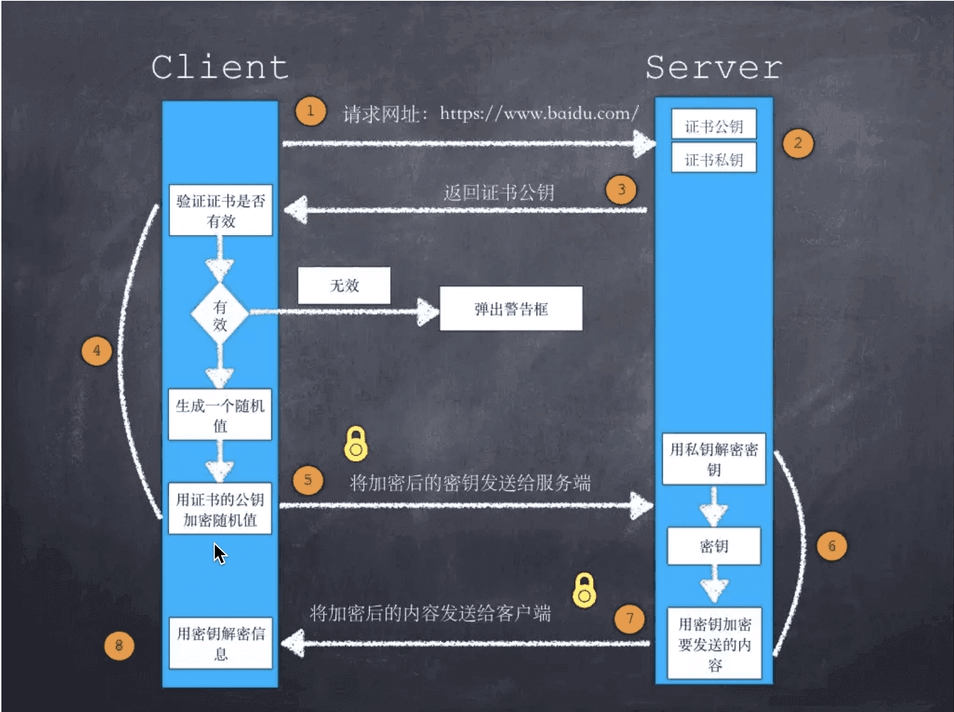 Client
Server
1
请求网址：https://www.baidu.com/
证书公钥
证书私钥
2
返回证书公钥
3
验证证书是否
有效
无效
有
效
弹出警告框
4
生成一个随机
值
用私钥解密密
钥
5
将加密后的密钥发送给服务端
用证书的公钥
加密随机值
密钥
6
将加密后的内容发送给客户端
7
用密钥加密
要发送的内
容
8
用密钥解密信
息